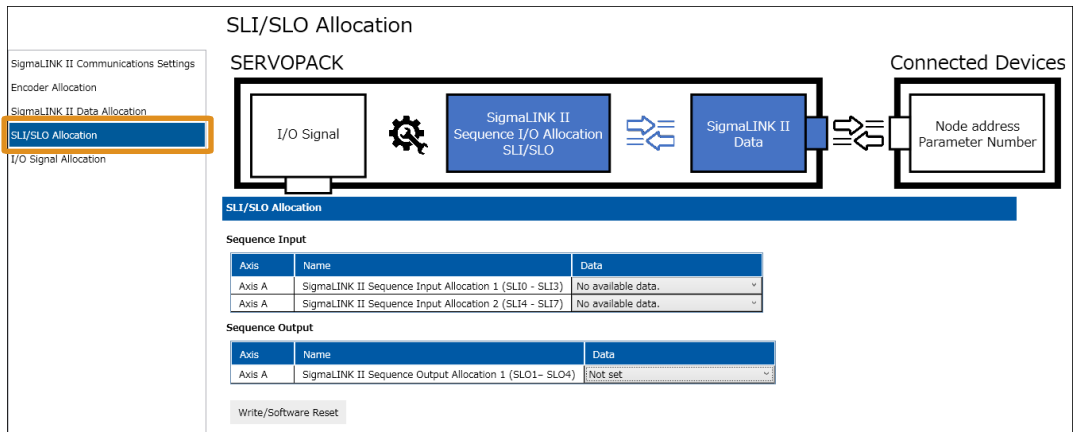 SLI/SLO Allocation
SigmaLINK II Communications Settings
Encoder Allocation
SigmaLINK II Data Allocation
SLI/SLO Allocation
I/O Signal Allocation
SERVOPACK
Connected Devices
I/O Signal
SigmaLINK II
Sequence I/O Allocation
SLI/SLO
SigmaLINK II
Data
Node address
Parameter Number
SLI/SLO Allocation
Sequence Input
Axis Name Data
Axis A SigmaLINK II Sequence Input Allocation 1 (SLI0 - SLI3) No available data.
Axis A SigmaLINK II Sequence Input Allocation 2 (SLI4 - SLI7) No available data.
Sequence Output
Axis Name Data
Axis A SigmaLINK II Sequence Output Allocation 1 (SLO1– SLO4) Not set
Write/Software Reset